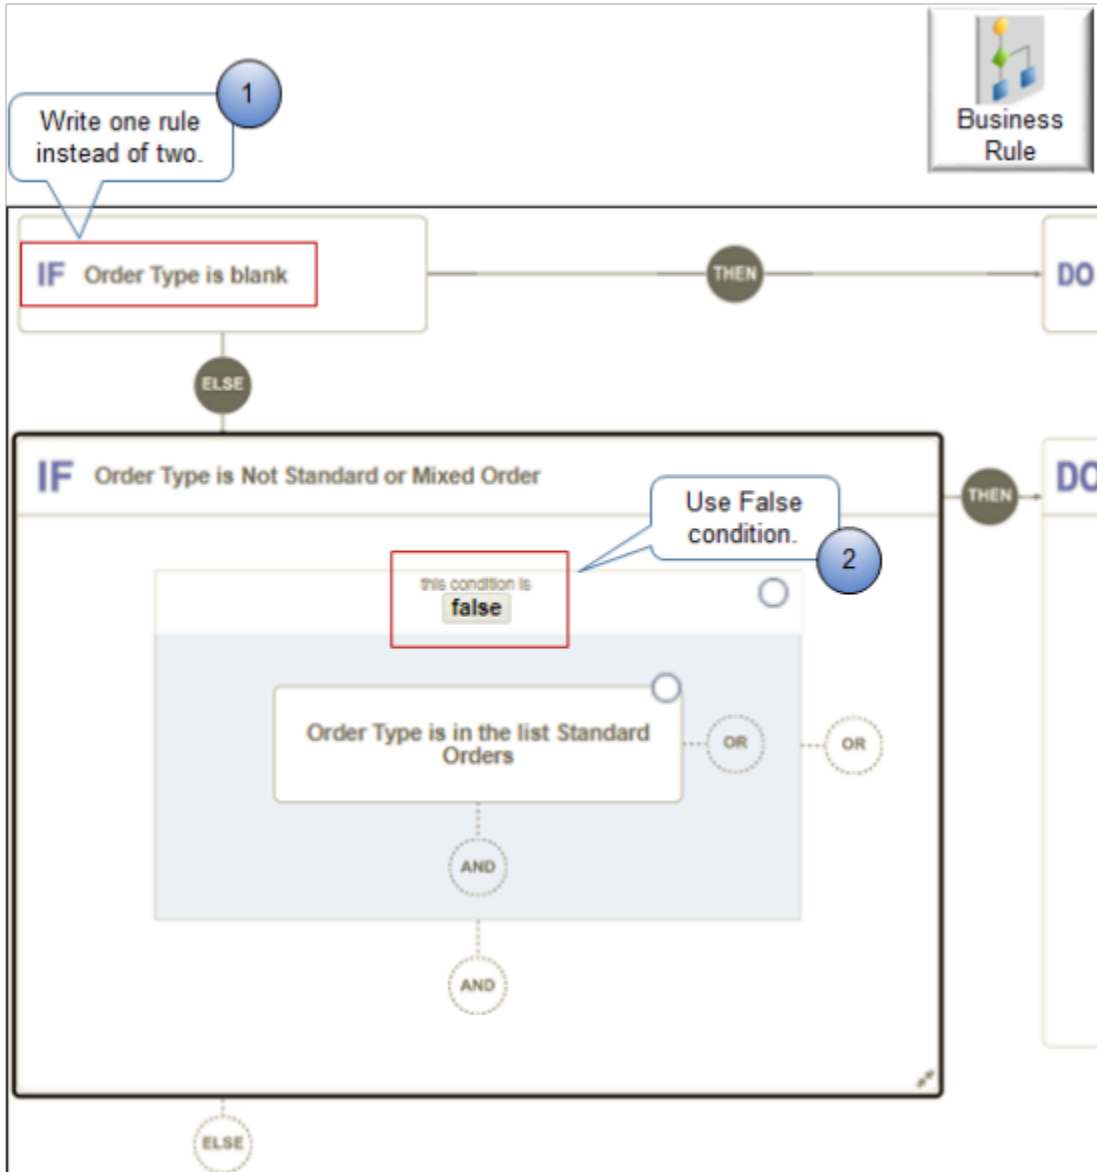 1
Write one rule
instead of two.
Business
Rule
IF Order Type is blank
THEN
DO
ELSE
IF Order Type is Not Standard or Mixed Order
THEN
DO
Use False
condition.
2
this condition is
false
Order Type is in the list Standard
Orders
OR
OR
AND
AND
ELSE